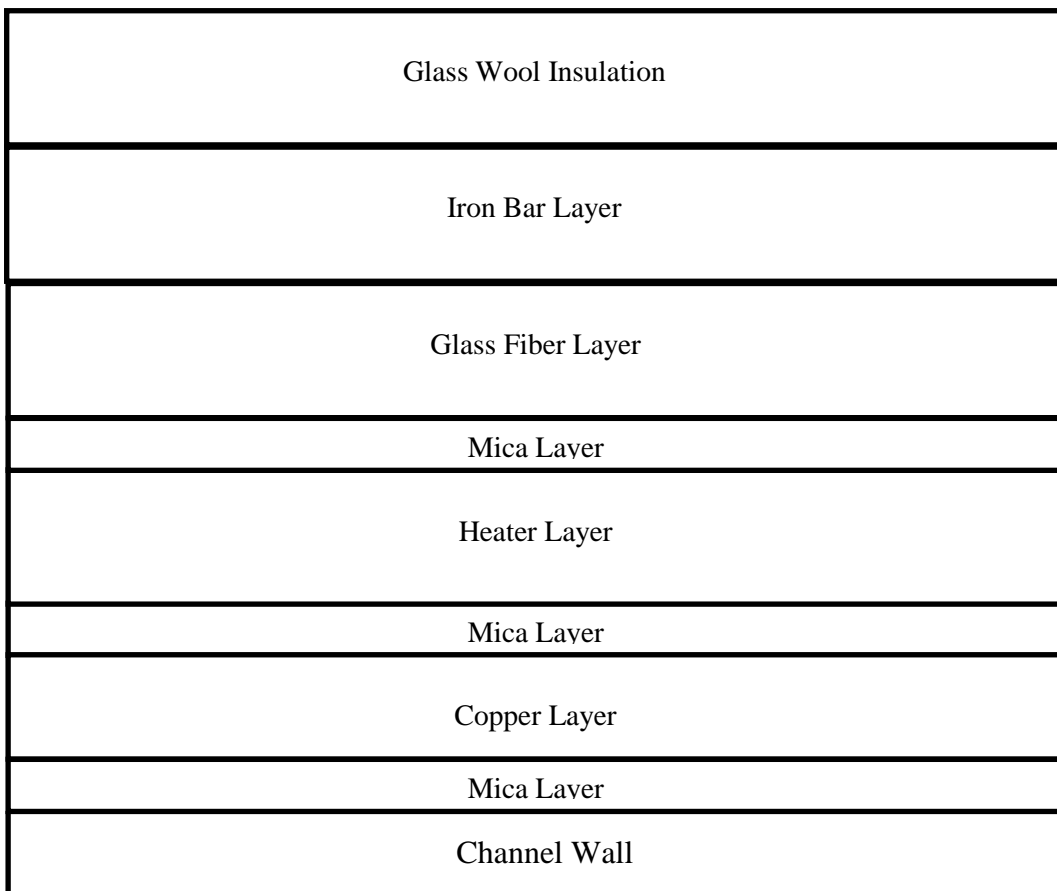 Glass Wool Insulation
Iron Bar Layer
Glass Fiber Layer
Mica Layer
Heater Layer
Mica Layer
Copper Layer
Mica Layer
Channel Wall